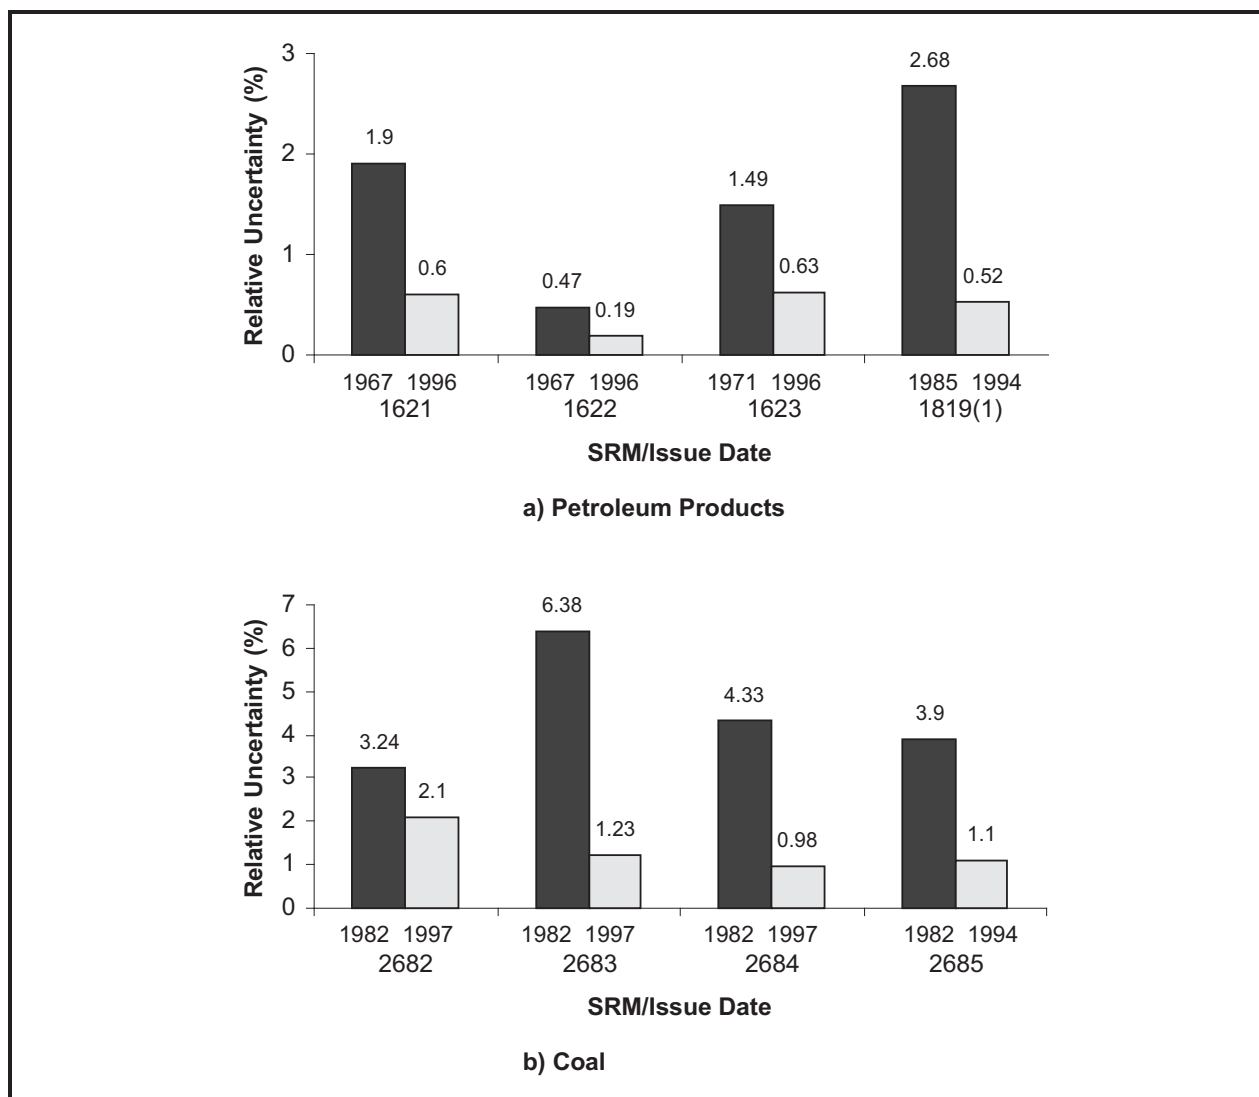 3
2.68
1.9
2
1.49
1
0.6
0.47
0.19
0.63
0.52
0
Relative Uncertainty (%)
1967 1996 1967 1996 1971 1996 1985 1994
1621 1622 1623 1819(1)
SRM/Issue Date
a) Petroleum Products
7
6.38
6
5
4.33
4
3.9
3.24
3
2.1
2
1.23
0.98
1.1
1
0
Relative Uncertainty (%)
1982 1997 1982 1997 1982 1997 1982 1994
2682 2683 2684 2685
SRM/Issue Date
b) Coal